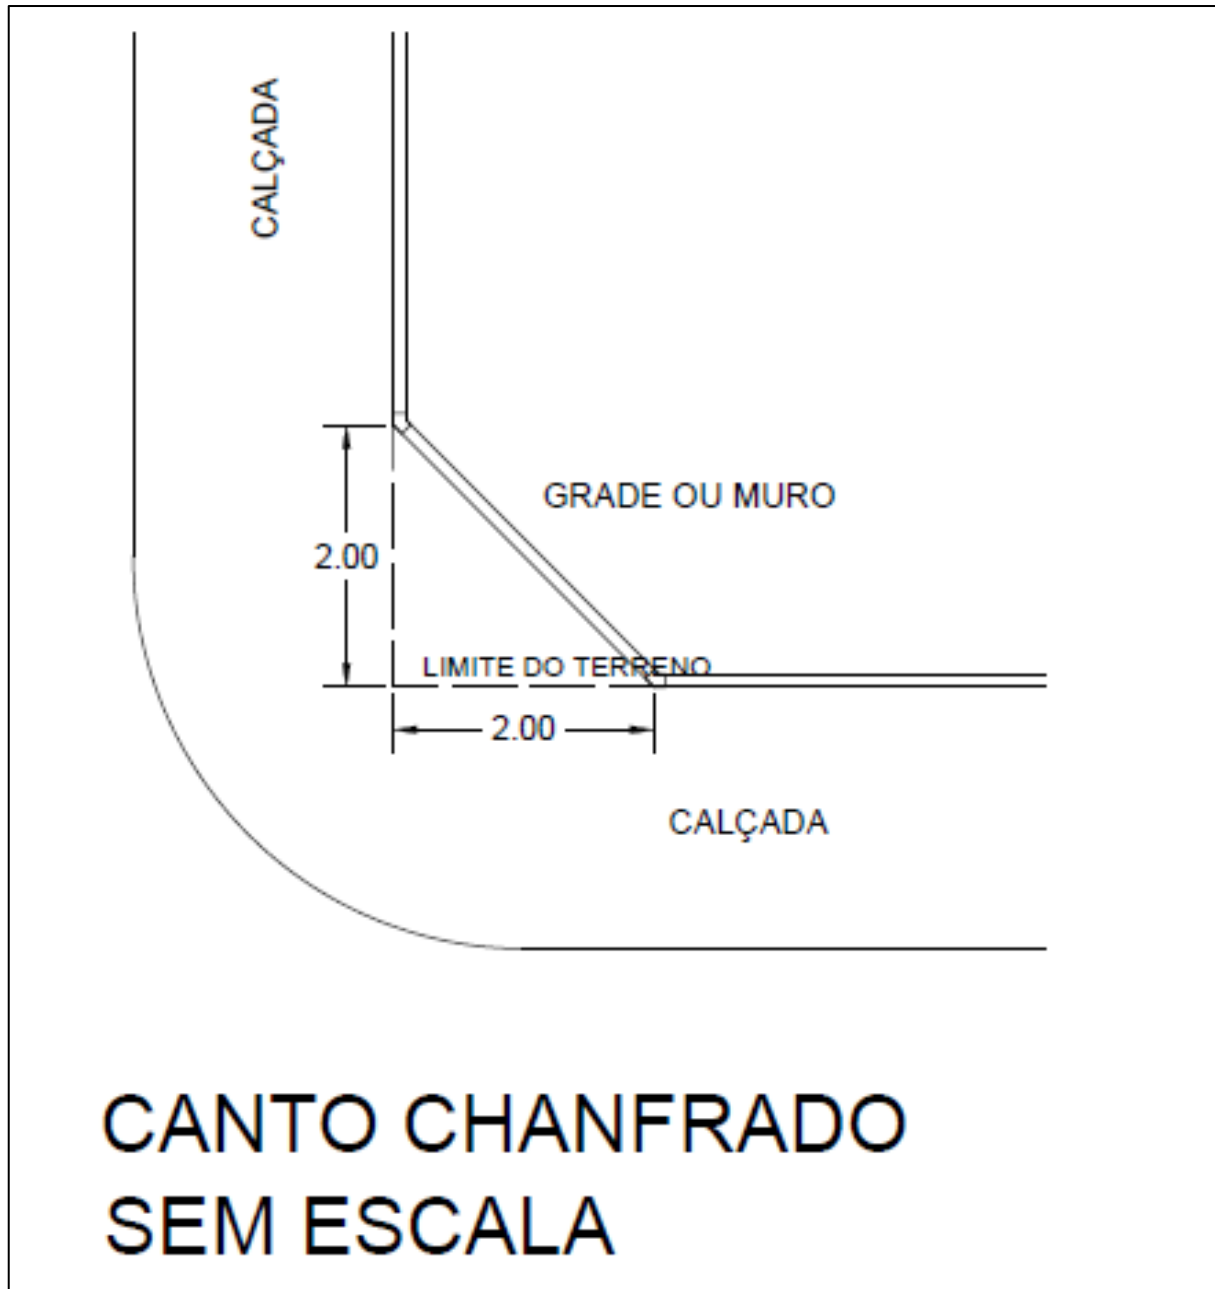 CALÇADA
GRADE OU MURO
2.00
LIMITE DO TERRENO
2.00
CALÇADA
CANTO CHANFRADO
SEM ESCALA